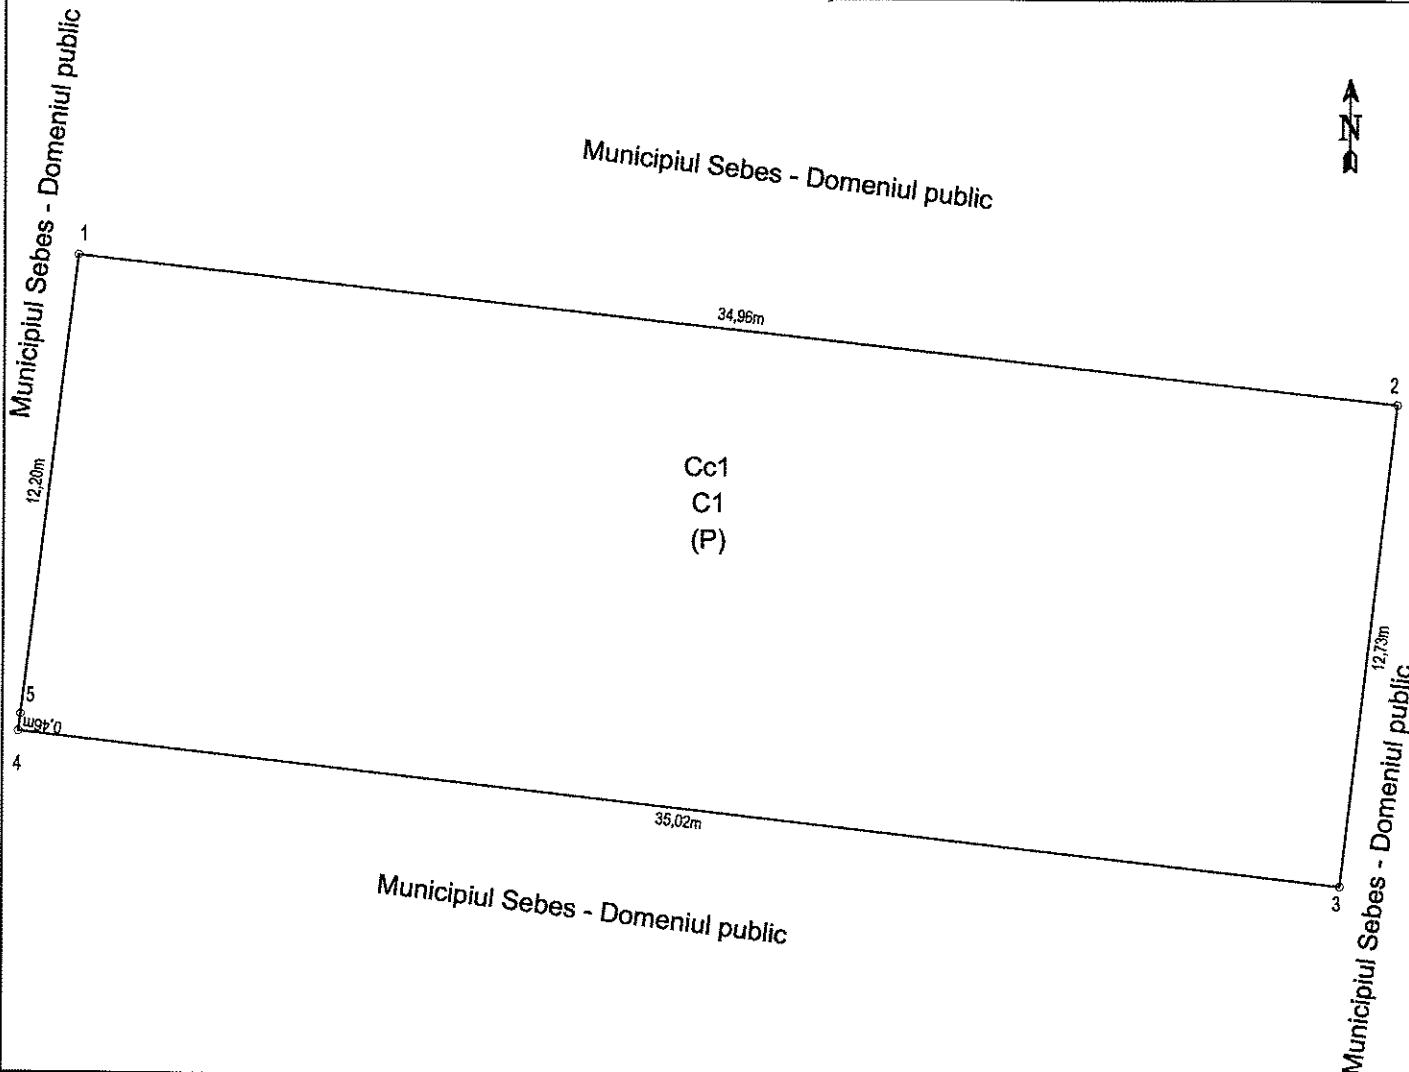 Municipiul Sebes - Domeniul public
N
Municipiul Sebes - Domeniul public
1
34,96m
2
12,20m
Cc1
C1
(P)
12,73m
5
0,46m
4
35,02m
3
Municipiul Sebes - Domeniul public
Municipiul Sebes - Domeniul public